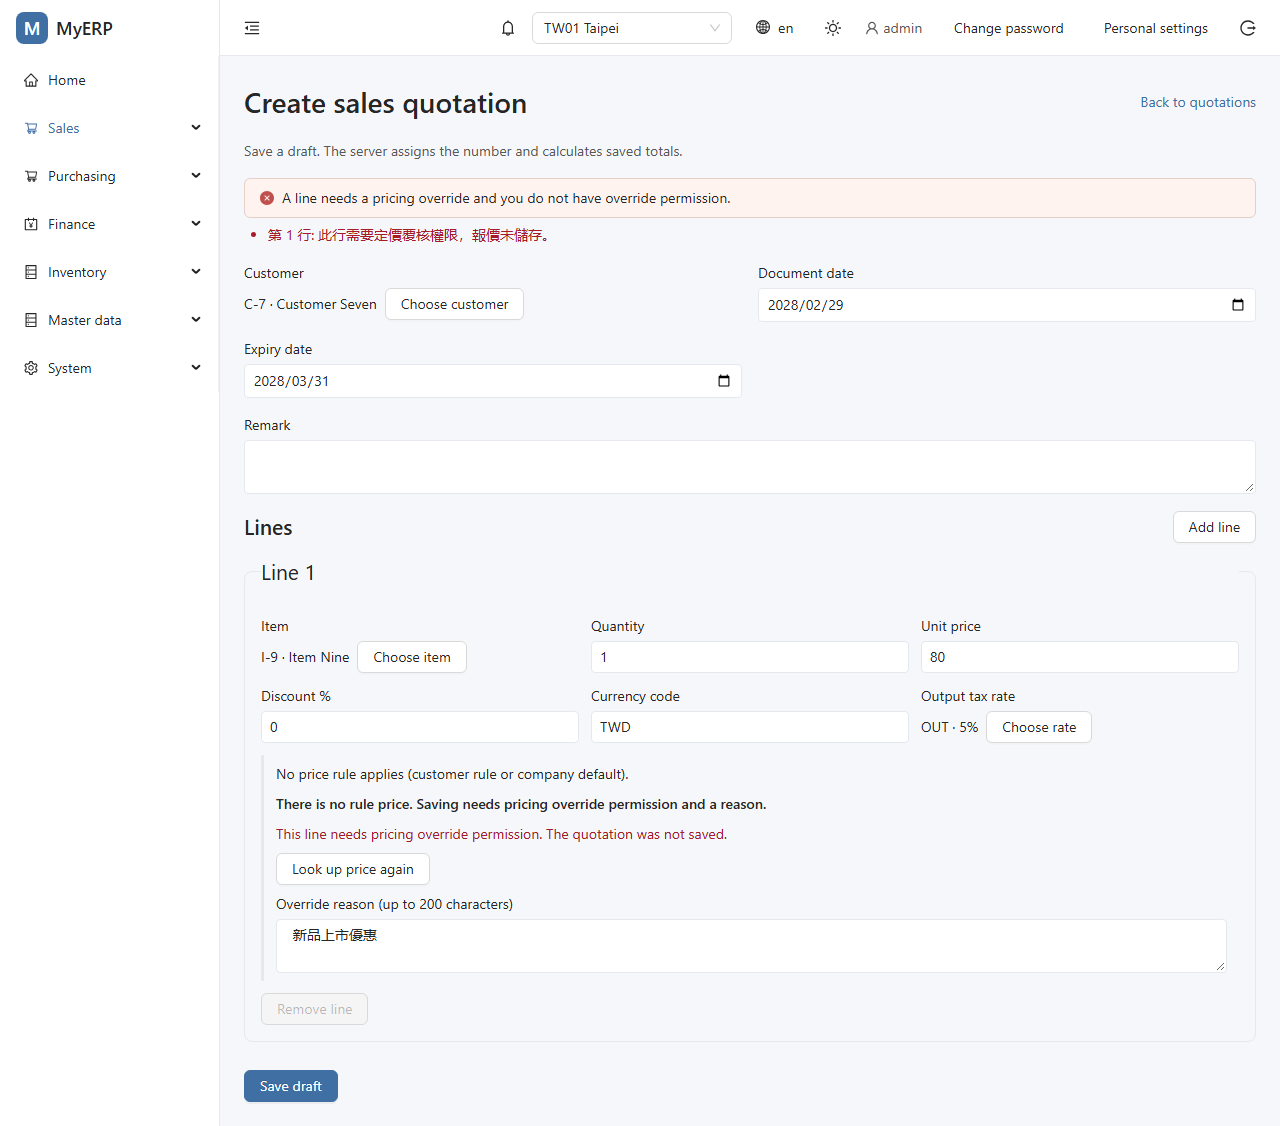 M MyERP
TW01 Taipei
en
admin
Change password
Personal settings
Home
Sales
Purchasing
Finance
Inventory
Master data
System
Create sales quotation
Back to quotations
Save a draft. The server assigns the number and calculates saved totals.
A line needs a pricing override and you do not have override permission.
• 第 1 行: 此行需要定價覆核權限，報價未儲存。
Customer
C-7 · Customer Seven
Choose customer
Document date
2028/02/29
Expiry date
2028/03/31
Remark
Lines
Add line
Line 1
Item
I-9 · Item Nine
Choose item
Quantity
1
Unit price
80
Discount %
0
Currency code
TWD
Output tax rate
OUT · 5%
Choose rate
No price rule applies (customer rule or company default).
There is no rule price. Saving needs pricing override permission and a reason.
This line needs pricing override permission. The quotation was not saved.
Look up price again
Override reason (up to 200 characters)
新品上市優惠
Remove line
Save draft